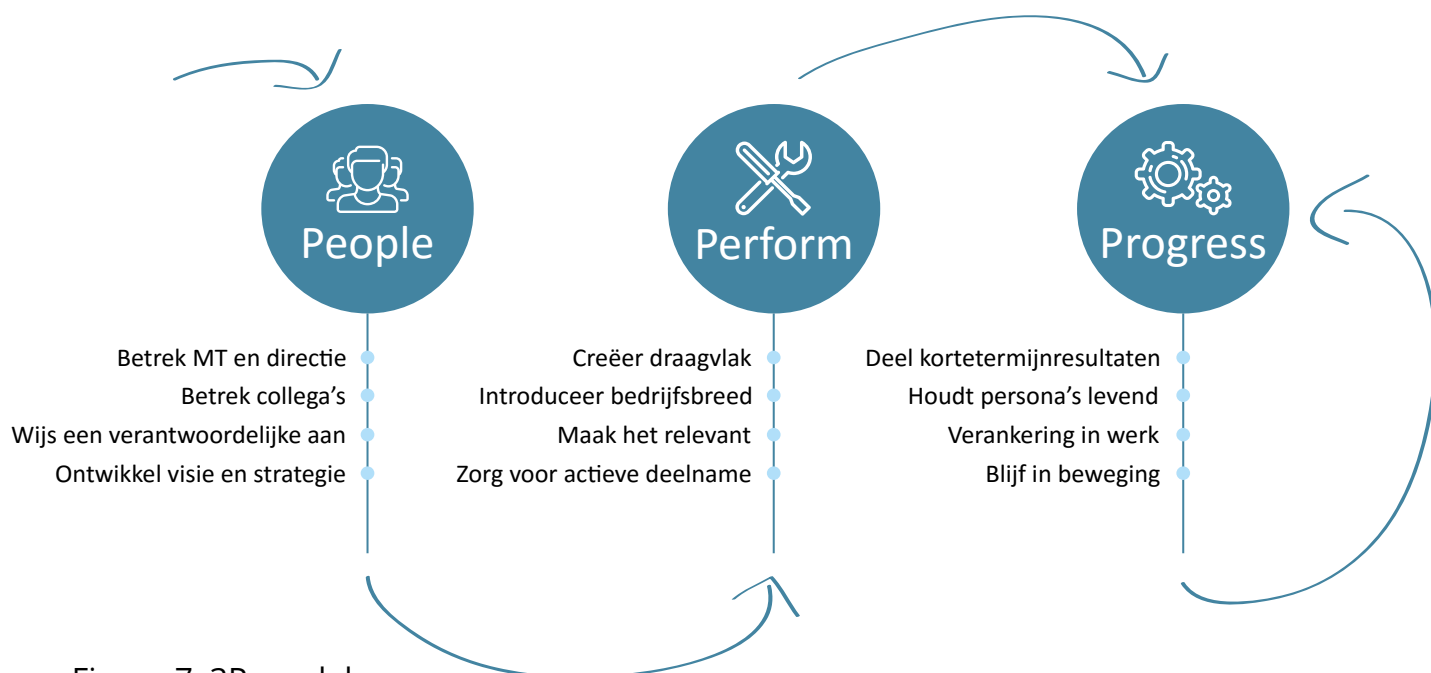 People
Betrek MT en directie
Betrek collega's
Wijs een verantwoordelijke aan
Ontwikkel visie en strategie
Perform
Creëer draagvlak
Introduceer bedrijfsbreed
Maak het relevant
Zorg voor actieve deelname
Progress
Deel kortetermijnresultaten
Houdt persona's levend
Verankering in werk
Blijf in beweging